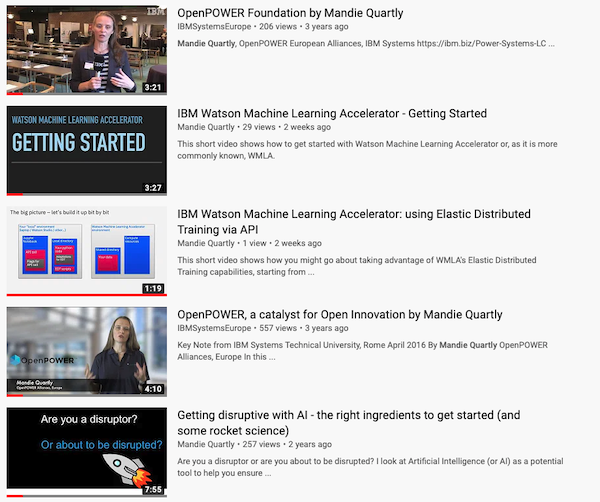 IBM
3:21
OpenPOWER Foundation by Mandie Quartly
IBMSystemsEurope • 206 views • 3 years ago
Mandie Quartly, OpenPOWER European Alliances, IBM Systems https://ibm.biz/Power-Systems-LC ...
WATSON MACHINE LEARNING ACCELERATOR
GETTING STARTED
3:27
IBM Watson Machine Learning Accelerator - Getting Started
Mandie Quartly • 29 views • 2 weeks ago
This short video shows how to get started with Watson Machine Learning Accelerator or, as it is more
commonly known, WMLA.
The big picture – let's build it up bit by bit
1:19
IBM Watson Machine Learning Accelerator: using Elastic Distributed
Training via API
Mandie Quartly • 1 view • 2 weeks ago
This short video shows how you might go about taking advantage of WMLA's Elastic Distributed
Training capabilities, starting from ...
OpenPOWER
Mandie Quartly
OpenPOWER Alliances, Europe
4:10
OpenPOWER, a catalyst for Open Innovation by Mandie Quartly
IBMSystemsEurope • 557 views • 3 years ago
Key Note from IBM Systems Technical University, Rome April 2016 By Mandie Quartly OpenPOWER
Alliances, Europe In this ...
Are you a disruptor?
Or about to be disrupted?
7:55
Getting disruptive with AI - the right ingredients to get started (and
some rocket science)
Mandie Quartly • 257 views • 2 years ago
Are you a disruptor or are you about to be disrupted? I look at Artificial Intelligence (or AI) as a potential
tool to help you ensure ...